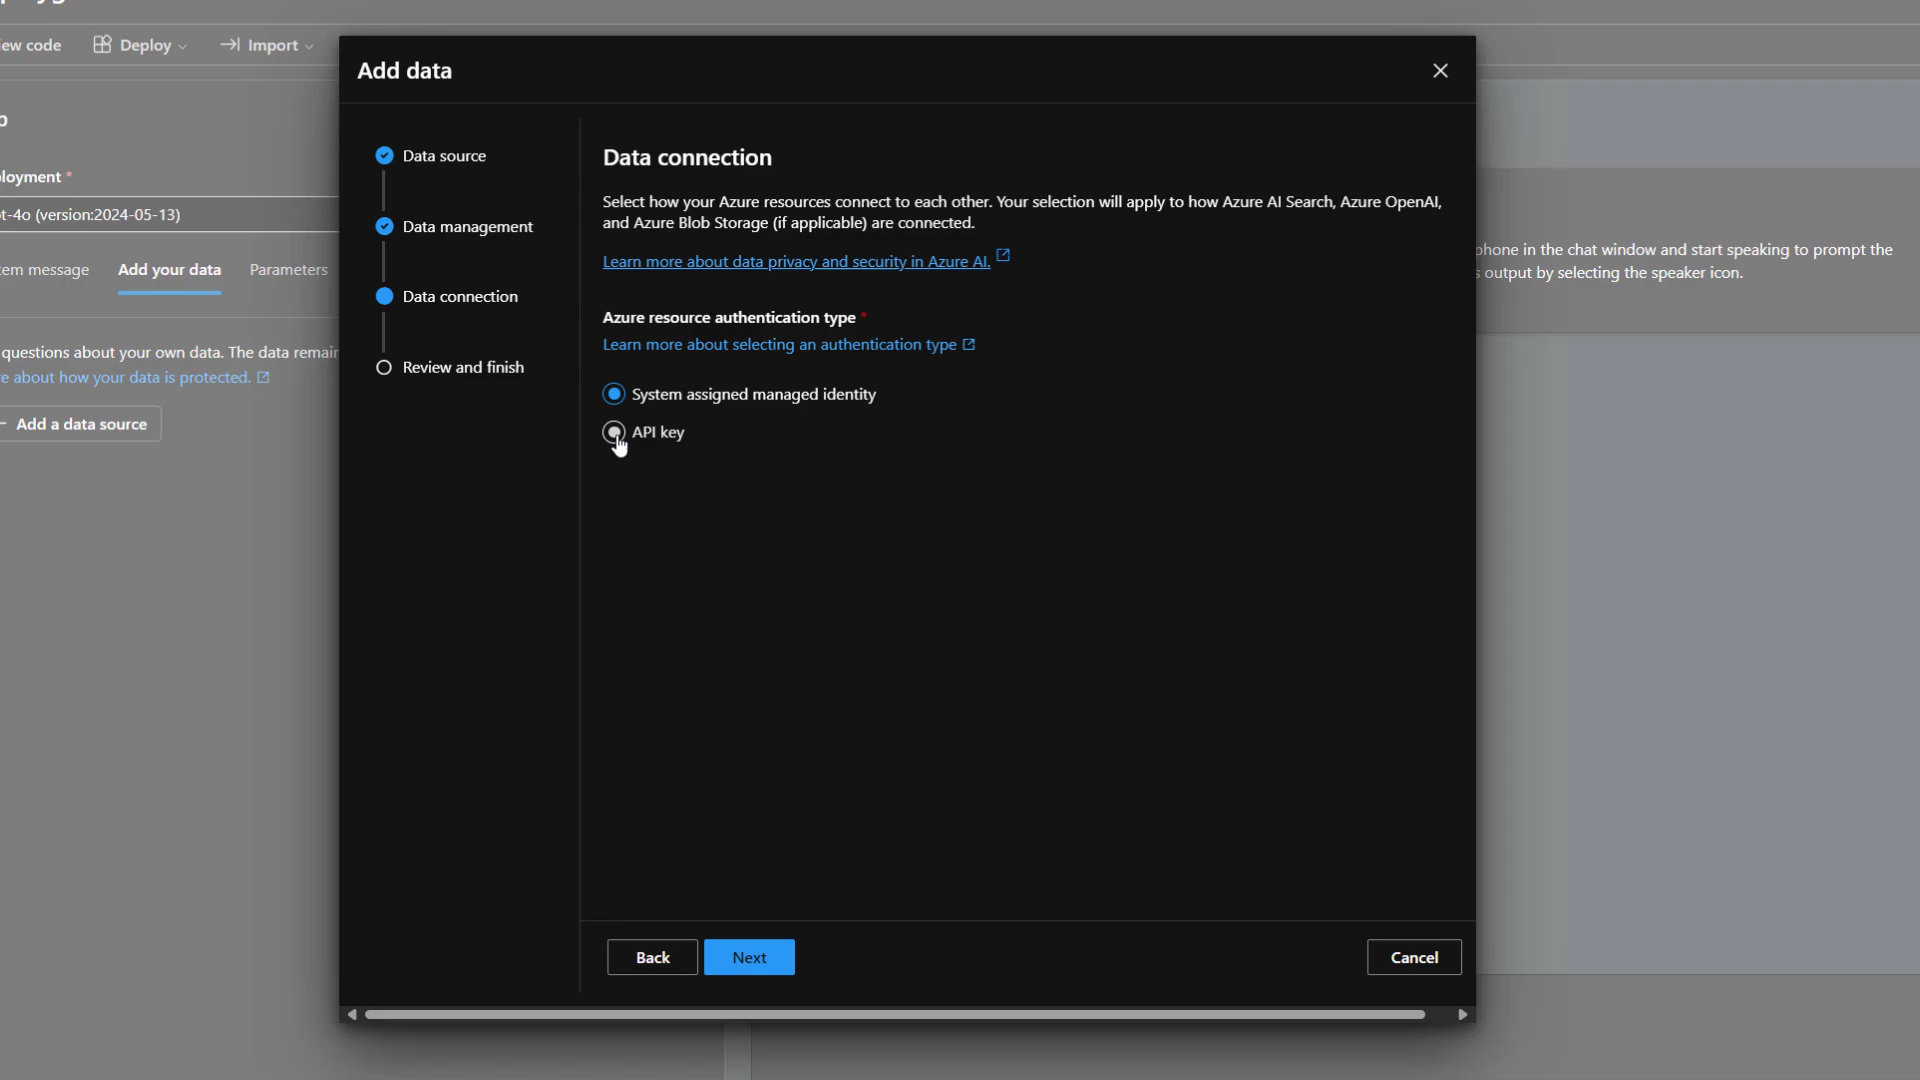 ew code
Deploy
Import
Add data
Data source
Data management
Data connection
Review and finish
Data connection
Select how your Azure resources connect to each other. Your selection will apply to how Azure AI Search, Azure OpenAI,
and Azure Blob Storage (if applicable) are connected.
Learn more about data privacy and security in Azure AI.
Azure resource authentication type *
Learn more about selecting an authentication type
System assigned managed identity
API key
Back
Next
Cancel
loyment *
t-4o (version:2024-05-13)
em message
Add your data
Parameters
questions about your own data. The data remain
e about how your data is protected.
Add a data source
phone in the chat window and start speaking to prompt the
s output by selecting the speaker icon.